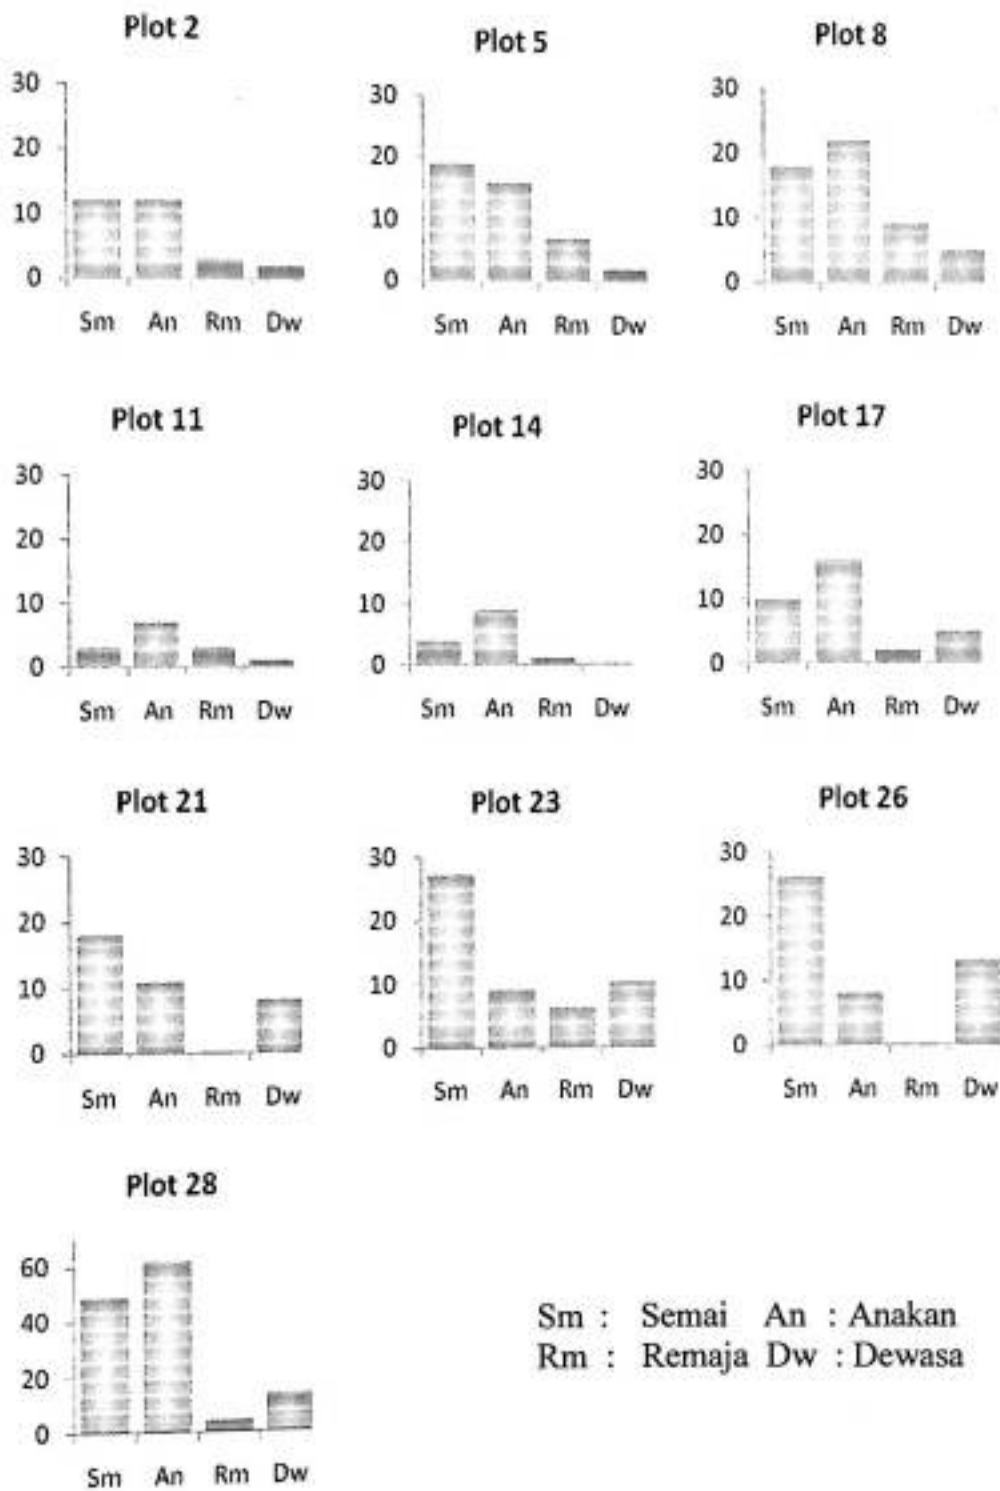 Plot 2
30
20
10
0
Sm An Rm Dw
Plot 5
30
20
10
0
Sm An Rm Dw
Plot 8
30
20
10
0
Sm An Rm Dw
Plot 11
30
20
10
0
Sm An Rm Dw
Plot 14
30
20
10
0
Sm An Rm Dw
Plot 17
30
20
10
0
Sm An Rm Dw
Plot 21
30
20
10
0
Sm An Rm Dw
Plot 23
30
20
10
0
Sm An Rm Dw
Plot 26
30
20
10
0
Sm An Rm Dw
Plot 28
60
40
20
0
Sm An Rm Dw
Sm : Semai An : Anakan
Rm : Remaja Dw : Dewasa